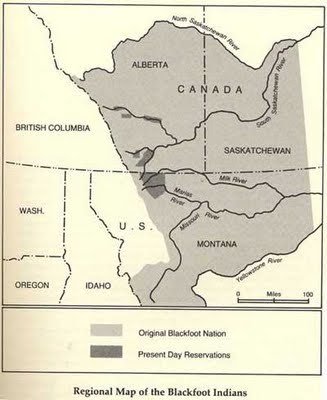 North Saskatchewan River
ALBERTA
CANADA
South Saskatchewan River
BRITISH COLUMBIA
SASKATCHEWAN
Milk River
Marias
River
WASH.
U.S.
Missouri River
MONTANA
OREGON
IDAHO
Yellowstone River
0 Miles 100
Original Blackfoot Nation
Present Day Reservations
Regional Map of the Blackfoot Indians